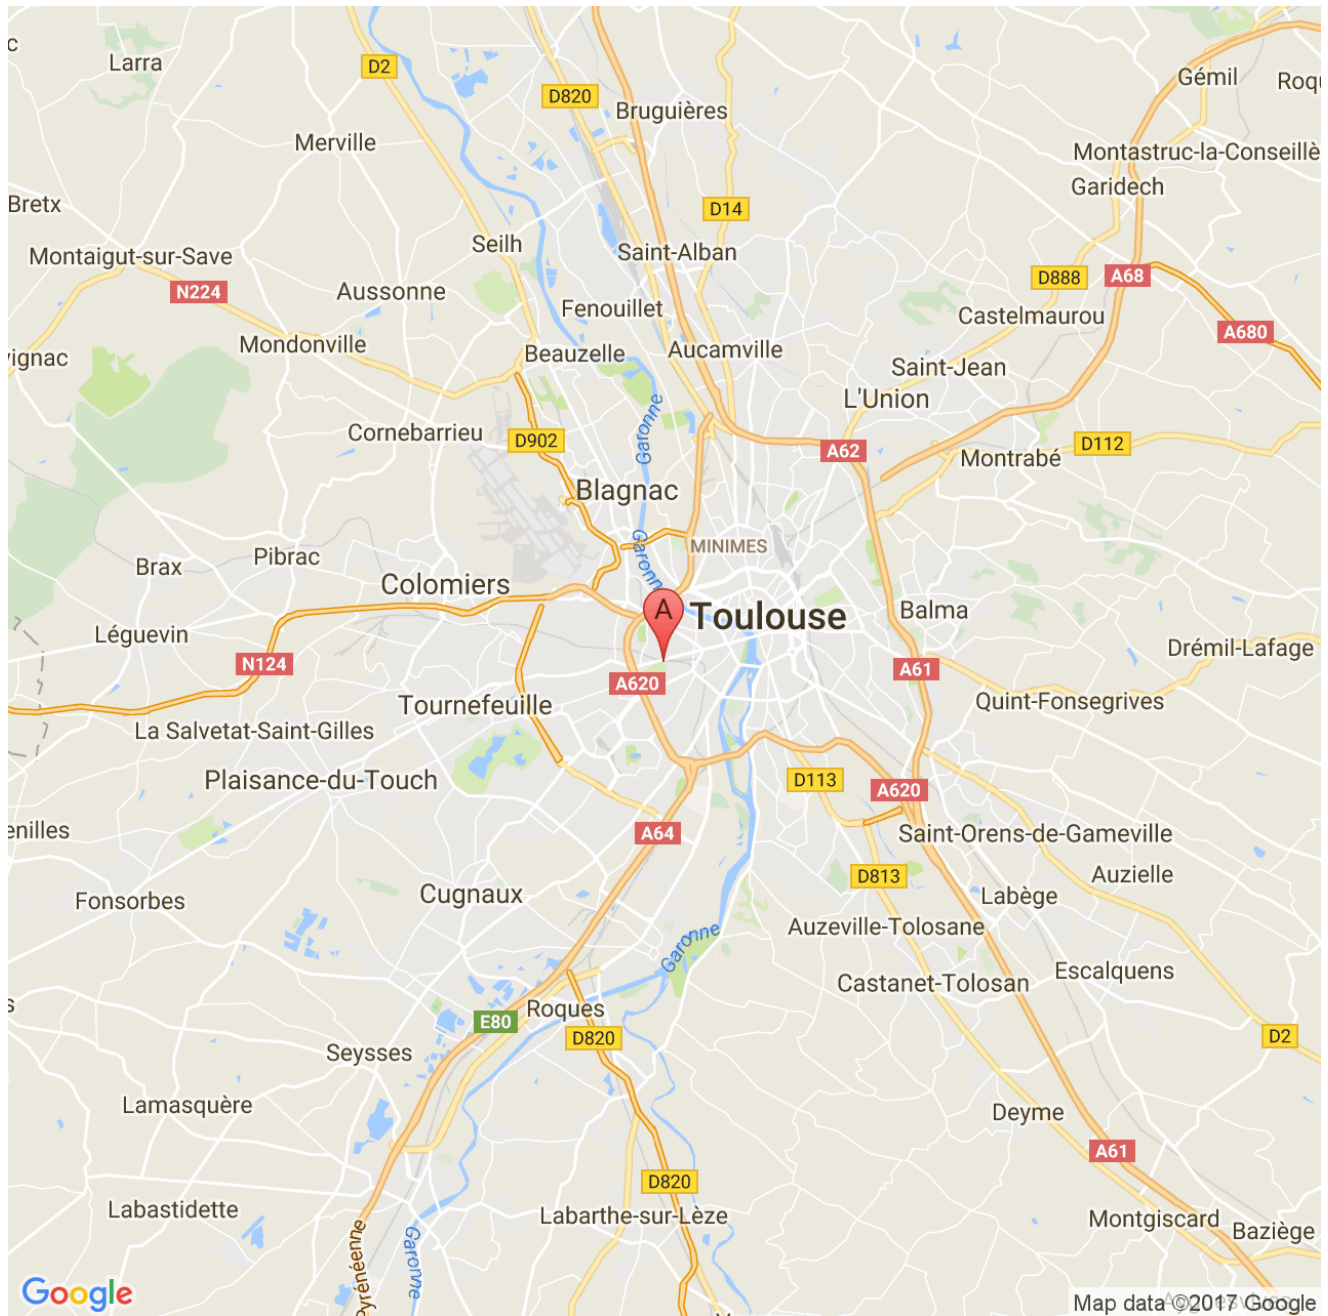 Larra
D2
D820
Bruguières
Gémil
Merville
Montastruc-la-Conseillè
Garidech
Bretx
D14
Seilh
Saint-Alban
Montaigut-sur-Save
N224
Aussonne
D888
A68
Fenouillet
Castelmaurou
A680
Mondonville
Beauzelle
Aucamville
vignac
Saint-Jean
L'Union
Garonne
Cornebarrieu
D902
A62
D112
Montrabé
Blagnac
MINIMES
Garonn
Pibrac
Brax
Colomiers
A
Toulouse
Balma
Léguevin
Drémil-Lafage
N124
A61
A620
Tournefeuille
Quint-Fonsegrives
La Salvetat-Saint-Gilles
Plaisance-du-Touch
D113
A620
enilles
A64
Saint-Orens-de-Gameville
D813
Auzielle
Cugnaux
Labège
Fonsorbes
Auzeville-Tolosane
Garonne
Escalquens
Castanet-Tolosan
Roques
E80
D820
D2
Seysses
Lamasquère
Deyme
A61
D820
Labastidette
Labarthe-sur-Lèze
Montgiscard
Baziège
Garonne
Pyrénéenne
Google
Map data ©2017 Google